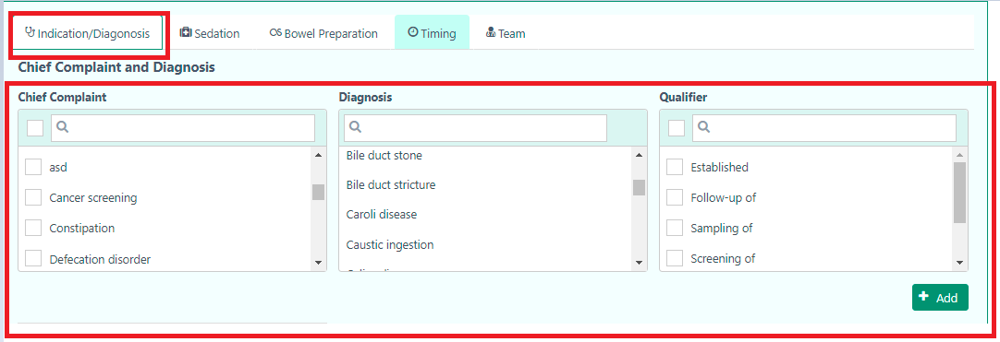 Indication/Diagonosis Sedation Bowel Preparation Timing Team
Chief Complaint and Diagnosis
Chief Complaint Diagnosis Qualifier
asd
Cancer screening
Constipation
Defecation disorder
Bile duct stone
Bile duct stricture
Caroli disease
Caustic ingestion
Established
Follow-up of
Sampling of
Screening of
Add